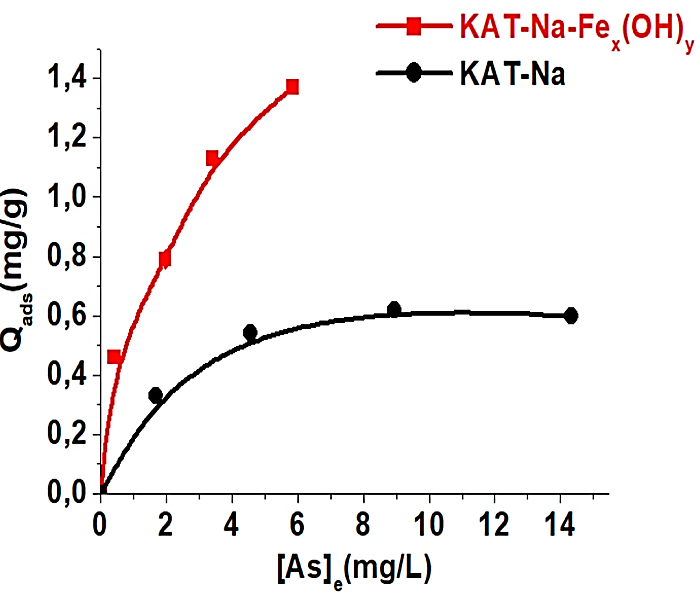 KAT-Na-Feₓ(OH)ᵧ
KAT-Na
1,4
1,2
1,0
0,8
0,6
0,4
0,2
0,0
Q_ads(mg/g)
0 2 4 6 8 10 12 14
[As]ₑ(mg/L)